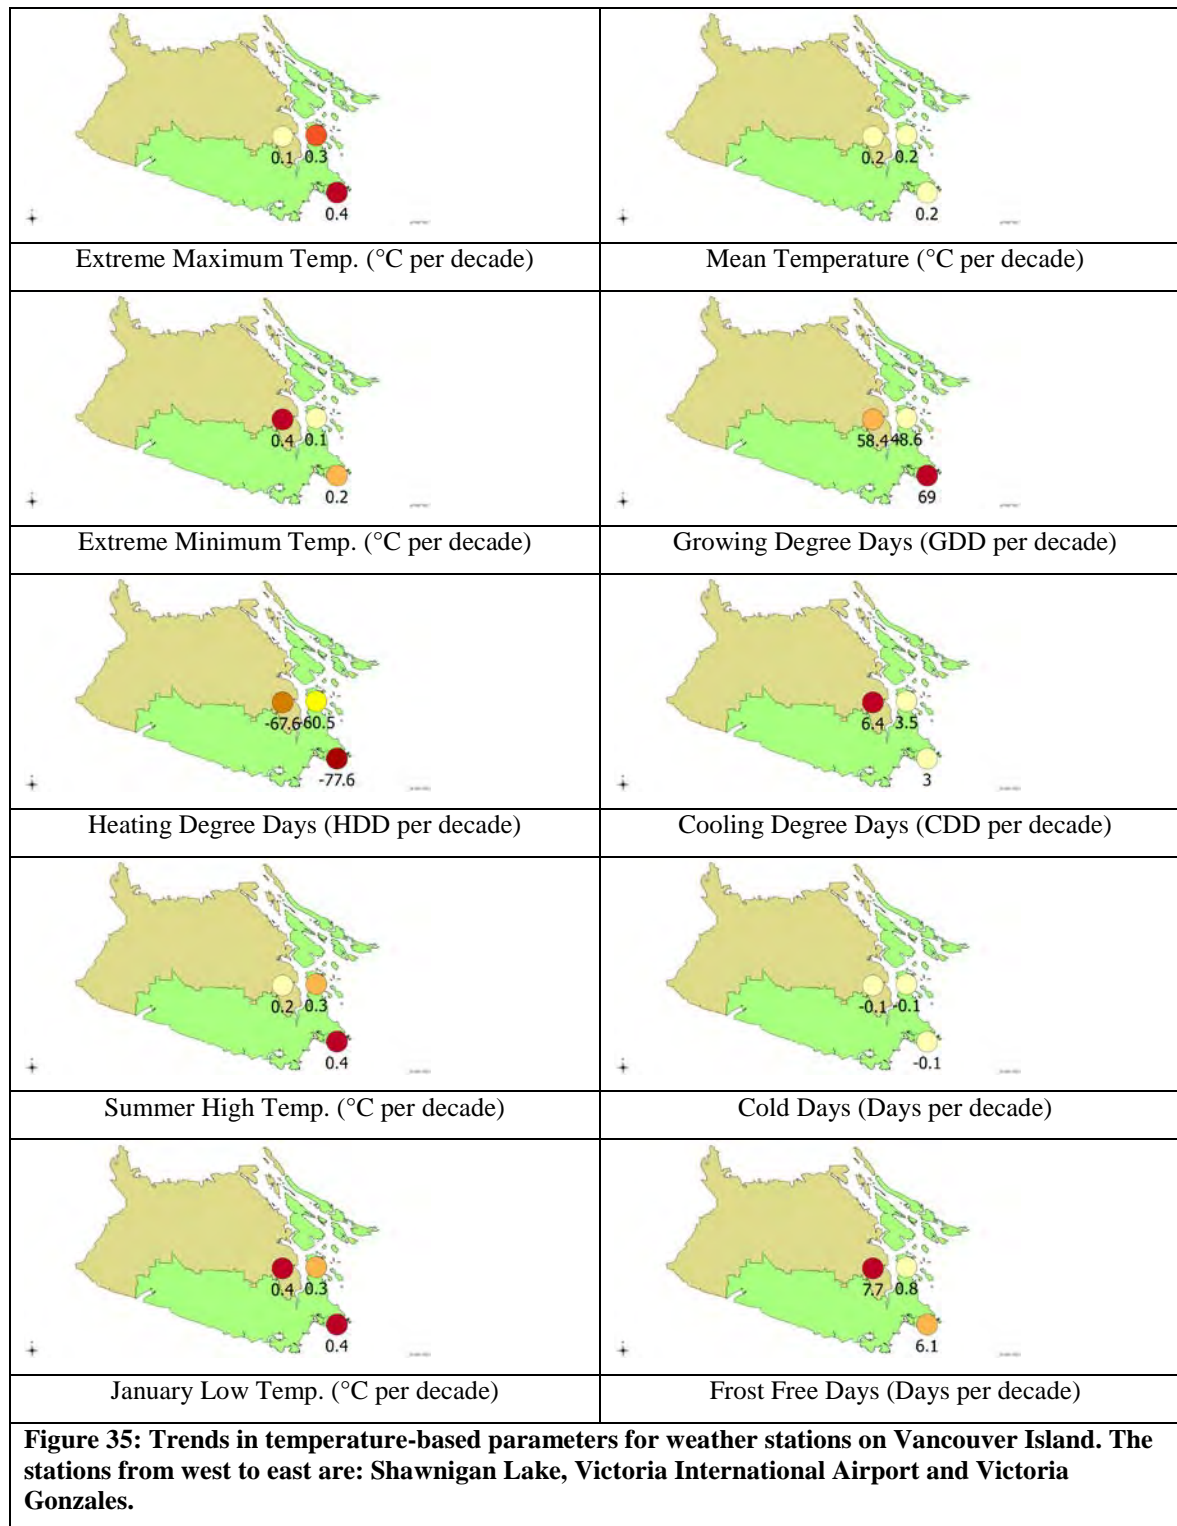 0.1 0.3
0.4
0.2 0.2
0.2
Extreme Maximum Temp. (°C per decade)
Mean Temperature (°C per decade)
0.4 0.1
0.2
58.4 48.6
69
Extreme Minimum Temp. (°C per decade)
Growing Degree Days (GDD per decade)
-67.6 -60.5
-77.6
6.4 3.5
3
Heating Degree Days (HDD per decade)
Cooling Degree Days (CDD per decade)
0.2 0.3
0.4
-0.1 -0.1
-0.1
Summer High Temp. (°C per decade)
Cold Days (Days per decade)
0.4 0.3
0.4
7.7 0.8
6.1
January Low Temp. (°C per decade)
Frost Free Days (Days per decade)
Figure 35: Trends in temperature-based parameters for weather stations on Vancouver Island. The
stations from west to east are: Shawnigan Lake, Victoria International Airport and Victoria
Gonzales.